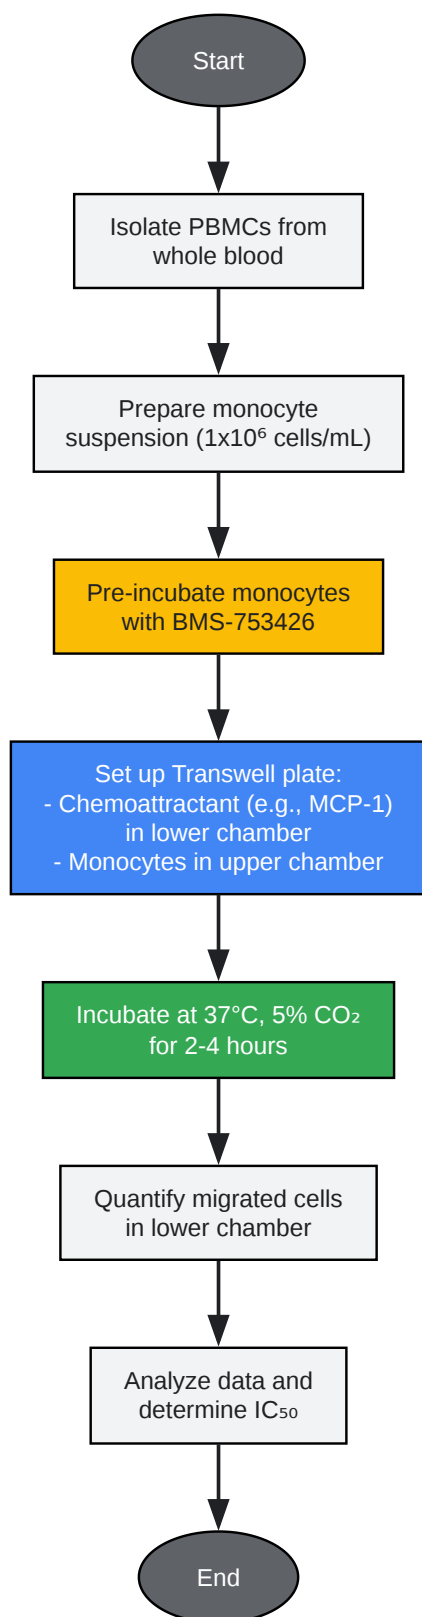 Start
Isolate PBMCs from
whole blood
Prepare monocyte
suspension (1x10⁶ cells/mL)
Pre-incubate monocytes
with BMS-753426
Set up Transwell plate:
- Chemoattractant (e.g., MCP-1)
in lower chamber
- Monocytes in upper chamber
Incubate at 37°C, 5% CO₂
for 2-4 hours
Quantify migrated cells
in lower chamber
Analyze data and
determine IC₅₀
End